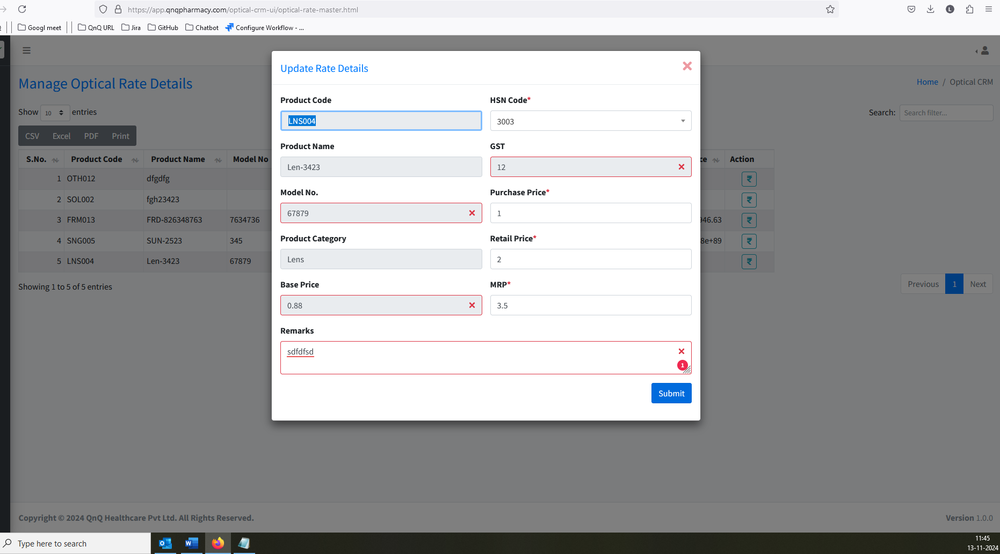 https://app.qnqpharmacy.com/optical-crm-ui/optical-rate-master.html
L
Googl meet QnQ URL Jira GitHub Chatbot Configure Workflow - ...
Manage Optical Rate Details
Home / Optical CRM
Show 10 entries
Search: Search filter...
CSV Excel PDF Print
S.No. Product Code Product Name Model No ce Action
1 OTH012 dfgdfg
2 SOL002 fgh23423
3 FRM013 FRD-826348763 7634736 946.63
4 SNG005 SUN-2523 345 8e+89
5 LNS004 Len-3423 67879
Showing 1 to 5 of 5 entries
Previous 1 Next
Update Rate Details
Product Code HSN Code*
LNS004 3003
Product Name GST
Len-3423 12
Model No. Purchase Price*
67879 1
Product Category Retail Price*
Lens 2
Base Price MRP*
0.88 3.5
Remarks
sdfdfsd
1
Submit
Copyright © 2024 QnQ Healthcare Pvt Ltd. All Rights Reserved.
Version 1.0.0
Type here to search
11:45
13-11-2024